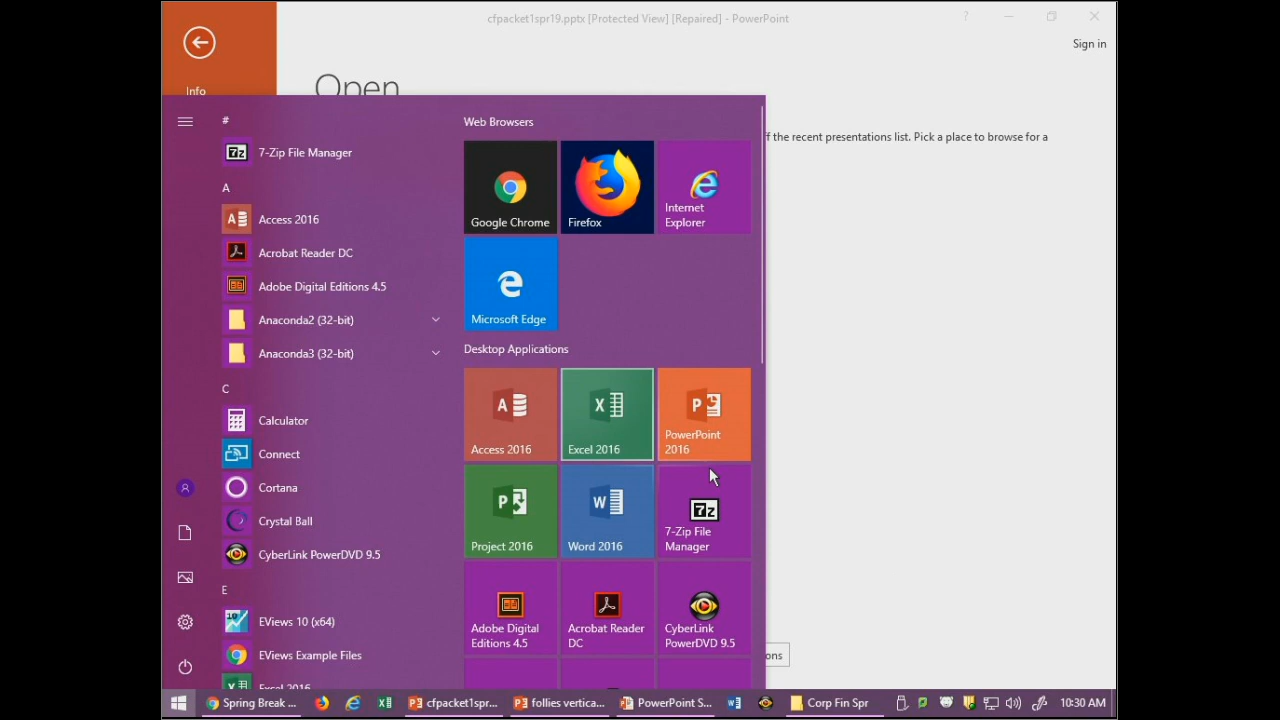 cfpacket1spr19.pptx [Protected View] [Repaired] - PowerPoint
?
Sign in
Info
Open
f the recent presentations list. Pick a place to browse for a
#
7-Zip File Manager
A
Access 2016
Acrobat Reader DC
Adobe Digital Editions 4.5
Anaconda2 (32-bit)
Anaconda3 (32-bit)
C
Calculator
Connect
Cortana
Crystal Ball
CyberLink PowerDVD 9.5
E
EViews 10 (x64)
EViews Example Files
Excel 2016
Web Browsers
Google Chrome
Firefox
Internet
Explorer
Microsoft Edge
Desktop Applications
Access 2016
Excel 2016
PowerPoint
2016
Project 2016
Word 2016
7-Zip File
Manager
Adobe Digital
Editions 4.5
Acrobat Reader
DC
CyberLink
PowerDVD 9.5
ons
Spring Break ...
cfpacket1spr...
follies vertica...
PowerPoint S...
Corp Fin Spr
10:30 AM